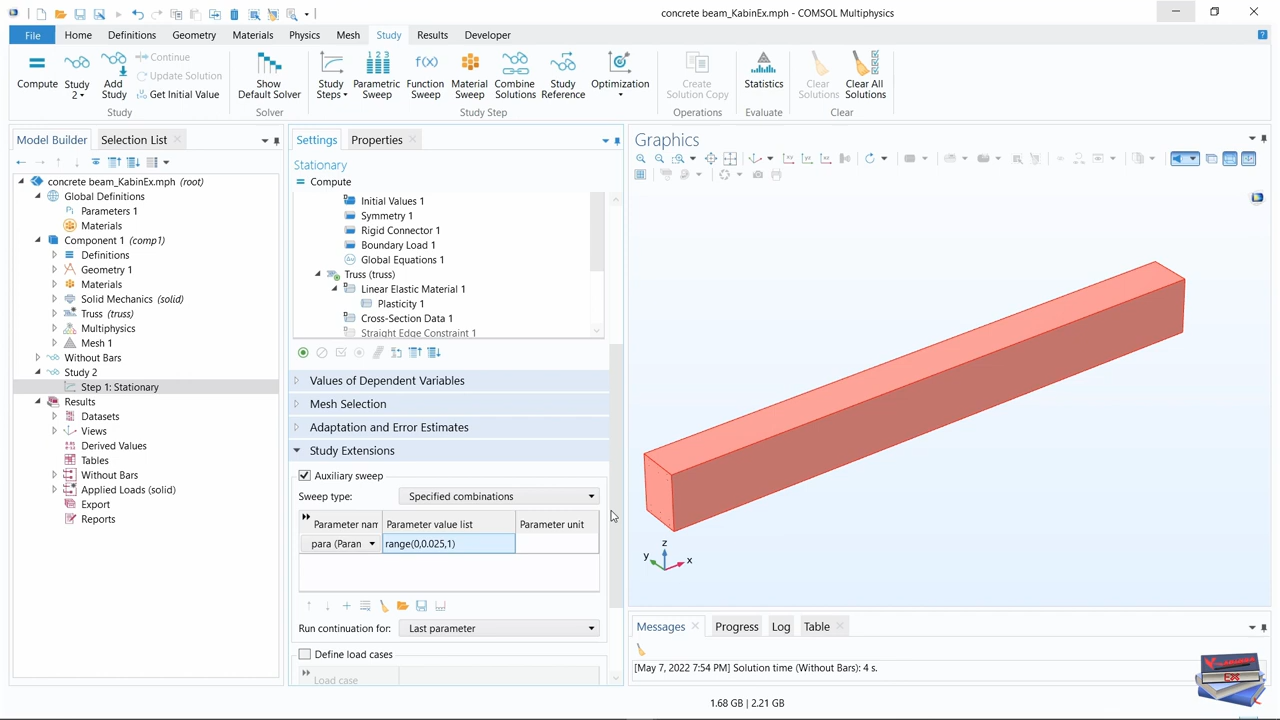 concrete beam_KabinEx.mph - COMSOL Multiphysics
File Home Definitions Geometry Materials Physics Mesh Study Results Developer
Compute
Study 2
Add Study
Continue
Update Solution
Get Initial Value
Show Default Solver
Study Steps
Parametric Sweep
Function Sweep
Material Sweep
Combine Solutions
Study Reference
Optimization
Create Solution Copy
Statistics
Clear Solutions
Clear All Solutions
Study Solver Study Step Operations Evaluate Clear
Model Builder Selection List
concrete beam_KabinEx.mph (root)
Global Definitions
Parameters 1
Materials
Component 1 (comp1)
Definitions
Geometry 1
Materials
Solid Mechanics (solid)
Truss (truss)
Multiphysics
Mesh 1
Without Bars
Study 2
Step 1: Stationary
Results
Datasets
Views
Derived Values
Tables
Without Bars
Applied Loads (solid)
Export
Reports
Settings Properties
Stationary
Compute
Initial Values 1
Symmetry 1
Rigid Connector 1
Boundary Load 1
Global Equations 1
Truss (truss)
Linear Elastic Material 1
Plasticity 1
Cross-Section Data 1
Straight Edge Constraint 1
Values of Dependent Variables
Mesh Selection
Adaptation and Error Estimates
Study Extensions
Auxiliary sweep
Sweep type: Specified combinations
Parameter nam Parameter value list Parameter unit
para (Paran range(0,0.025,1)
Run continuation for: Last parameter
Define load cases
Load case
Graphics
z
y
x
Messages Progress Log Table
[May 7, 2022 7:54 PM] Solution time (Without Bars): 4 s.
1.68 GB | 2.21 GB